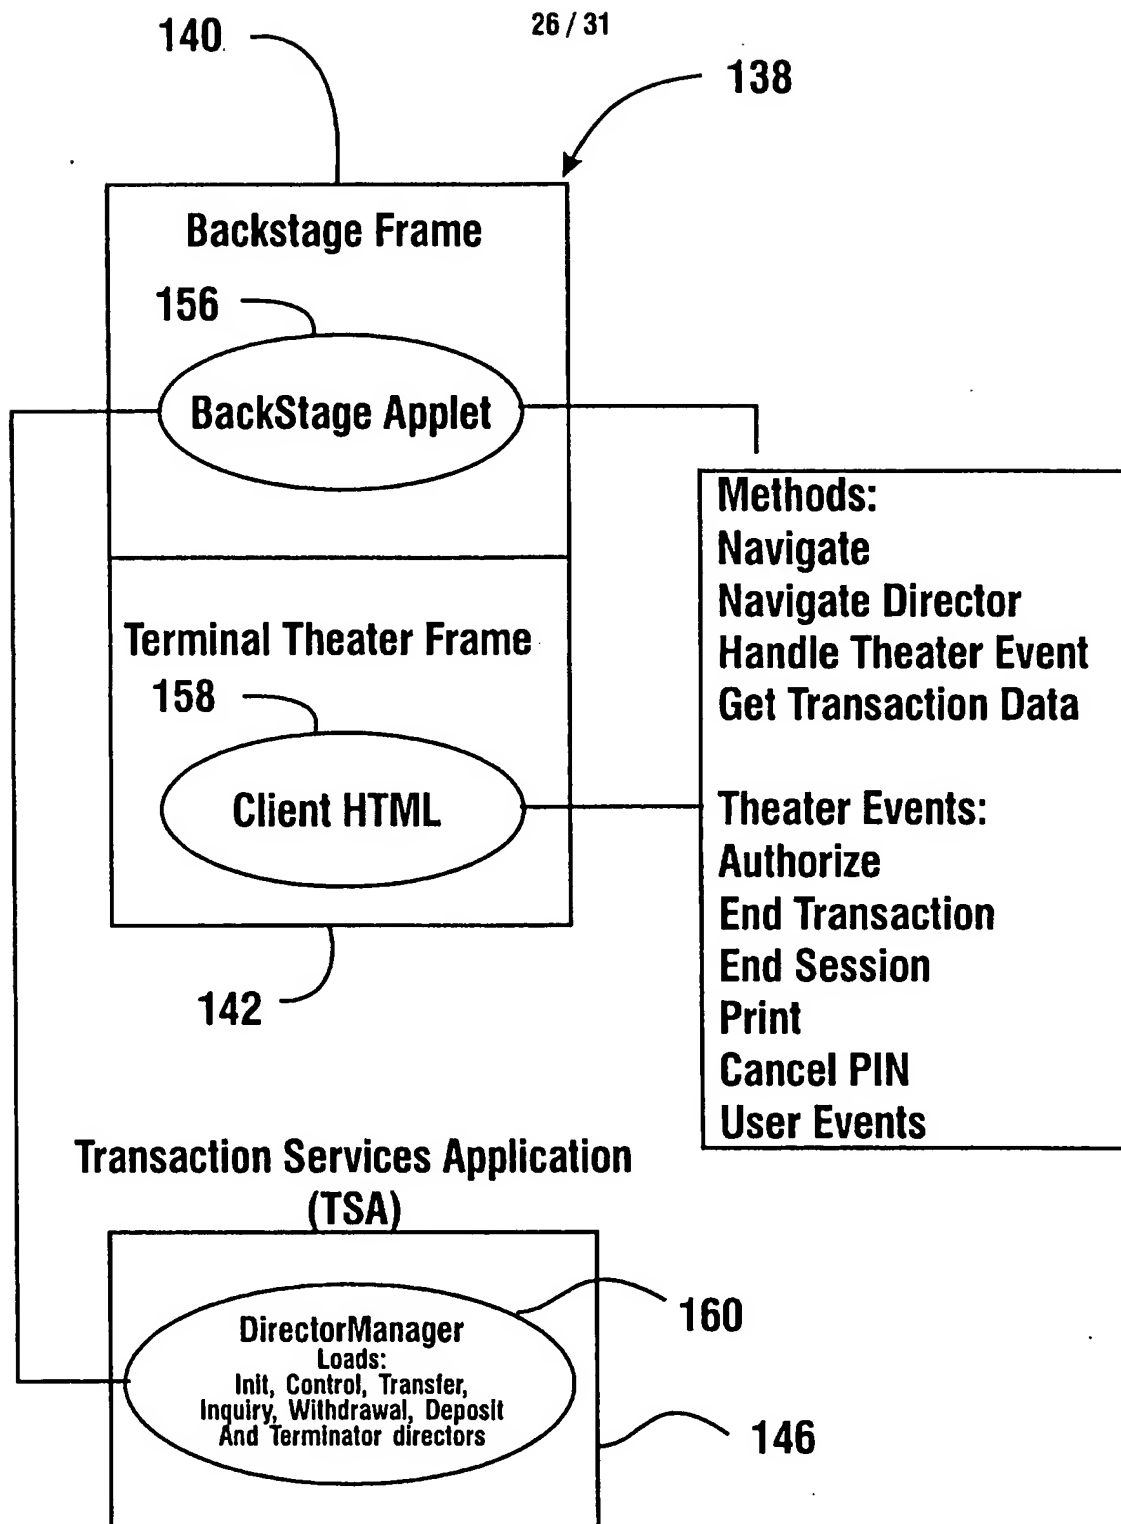 26 / 31
140
138
Backstage Frame
156
BackStage Applet
Methods:
Navigate
Navigate Director
Handle Theater Event
Get Transaction Data
Theater Events:
Authorize
End Transaction
End Session
Print
Cancel PIN
User Events
Terminal Theater Frame
158
Client HTML
142
Transaction Services Application
(TSA)
DirectorManager
Loads:
Init, Control, Transfer,
Inquiry, Withdrawal, Deposit
And Terminator directors
160
146